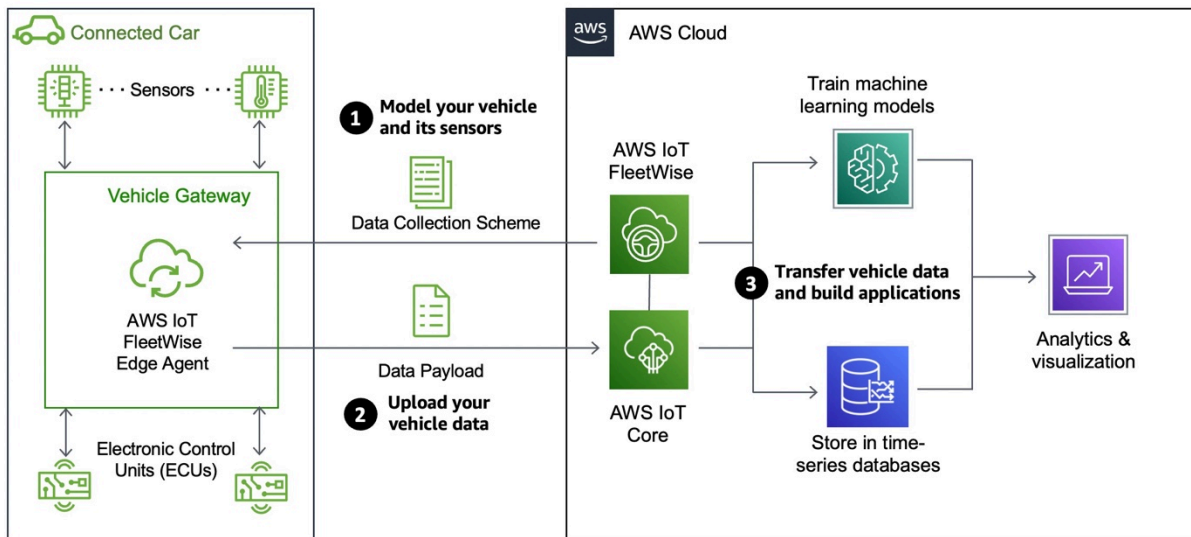 Connected Car
Sensors
Vehicle Gateway
AWS IoT
FleetWise
Edge Agent
Electronic Control
Units (ECUs)
1 Model your vehicle
and its sensors
Data Collection Scheme
Data Payload
2 Upload your
vehicle data
aws AWS Cloud
AWS IoT
FleetWise
AWS IoT
Core
Train machine
learning models
3 Transfer vehicle data
and build applications
Store in time-
series databases
Analytics &
visualization